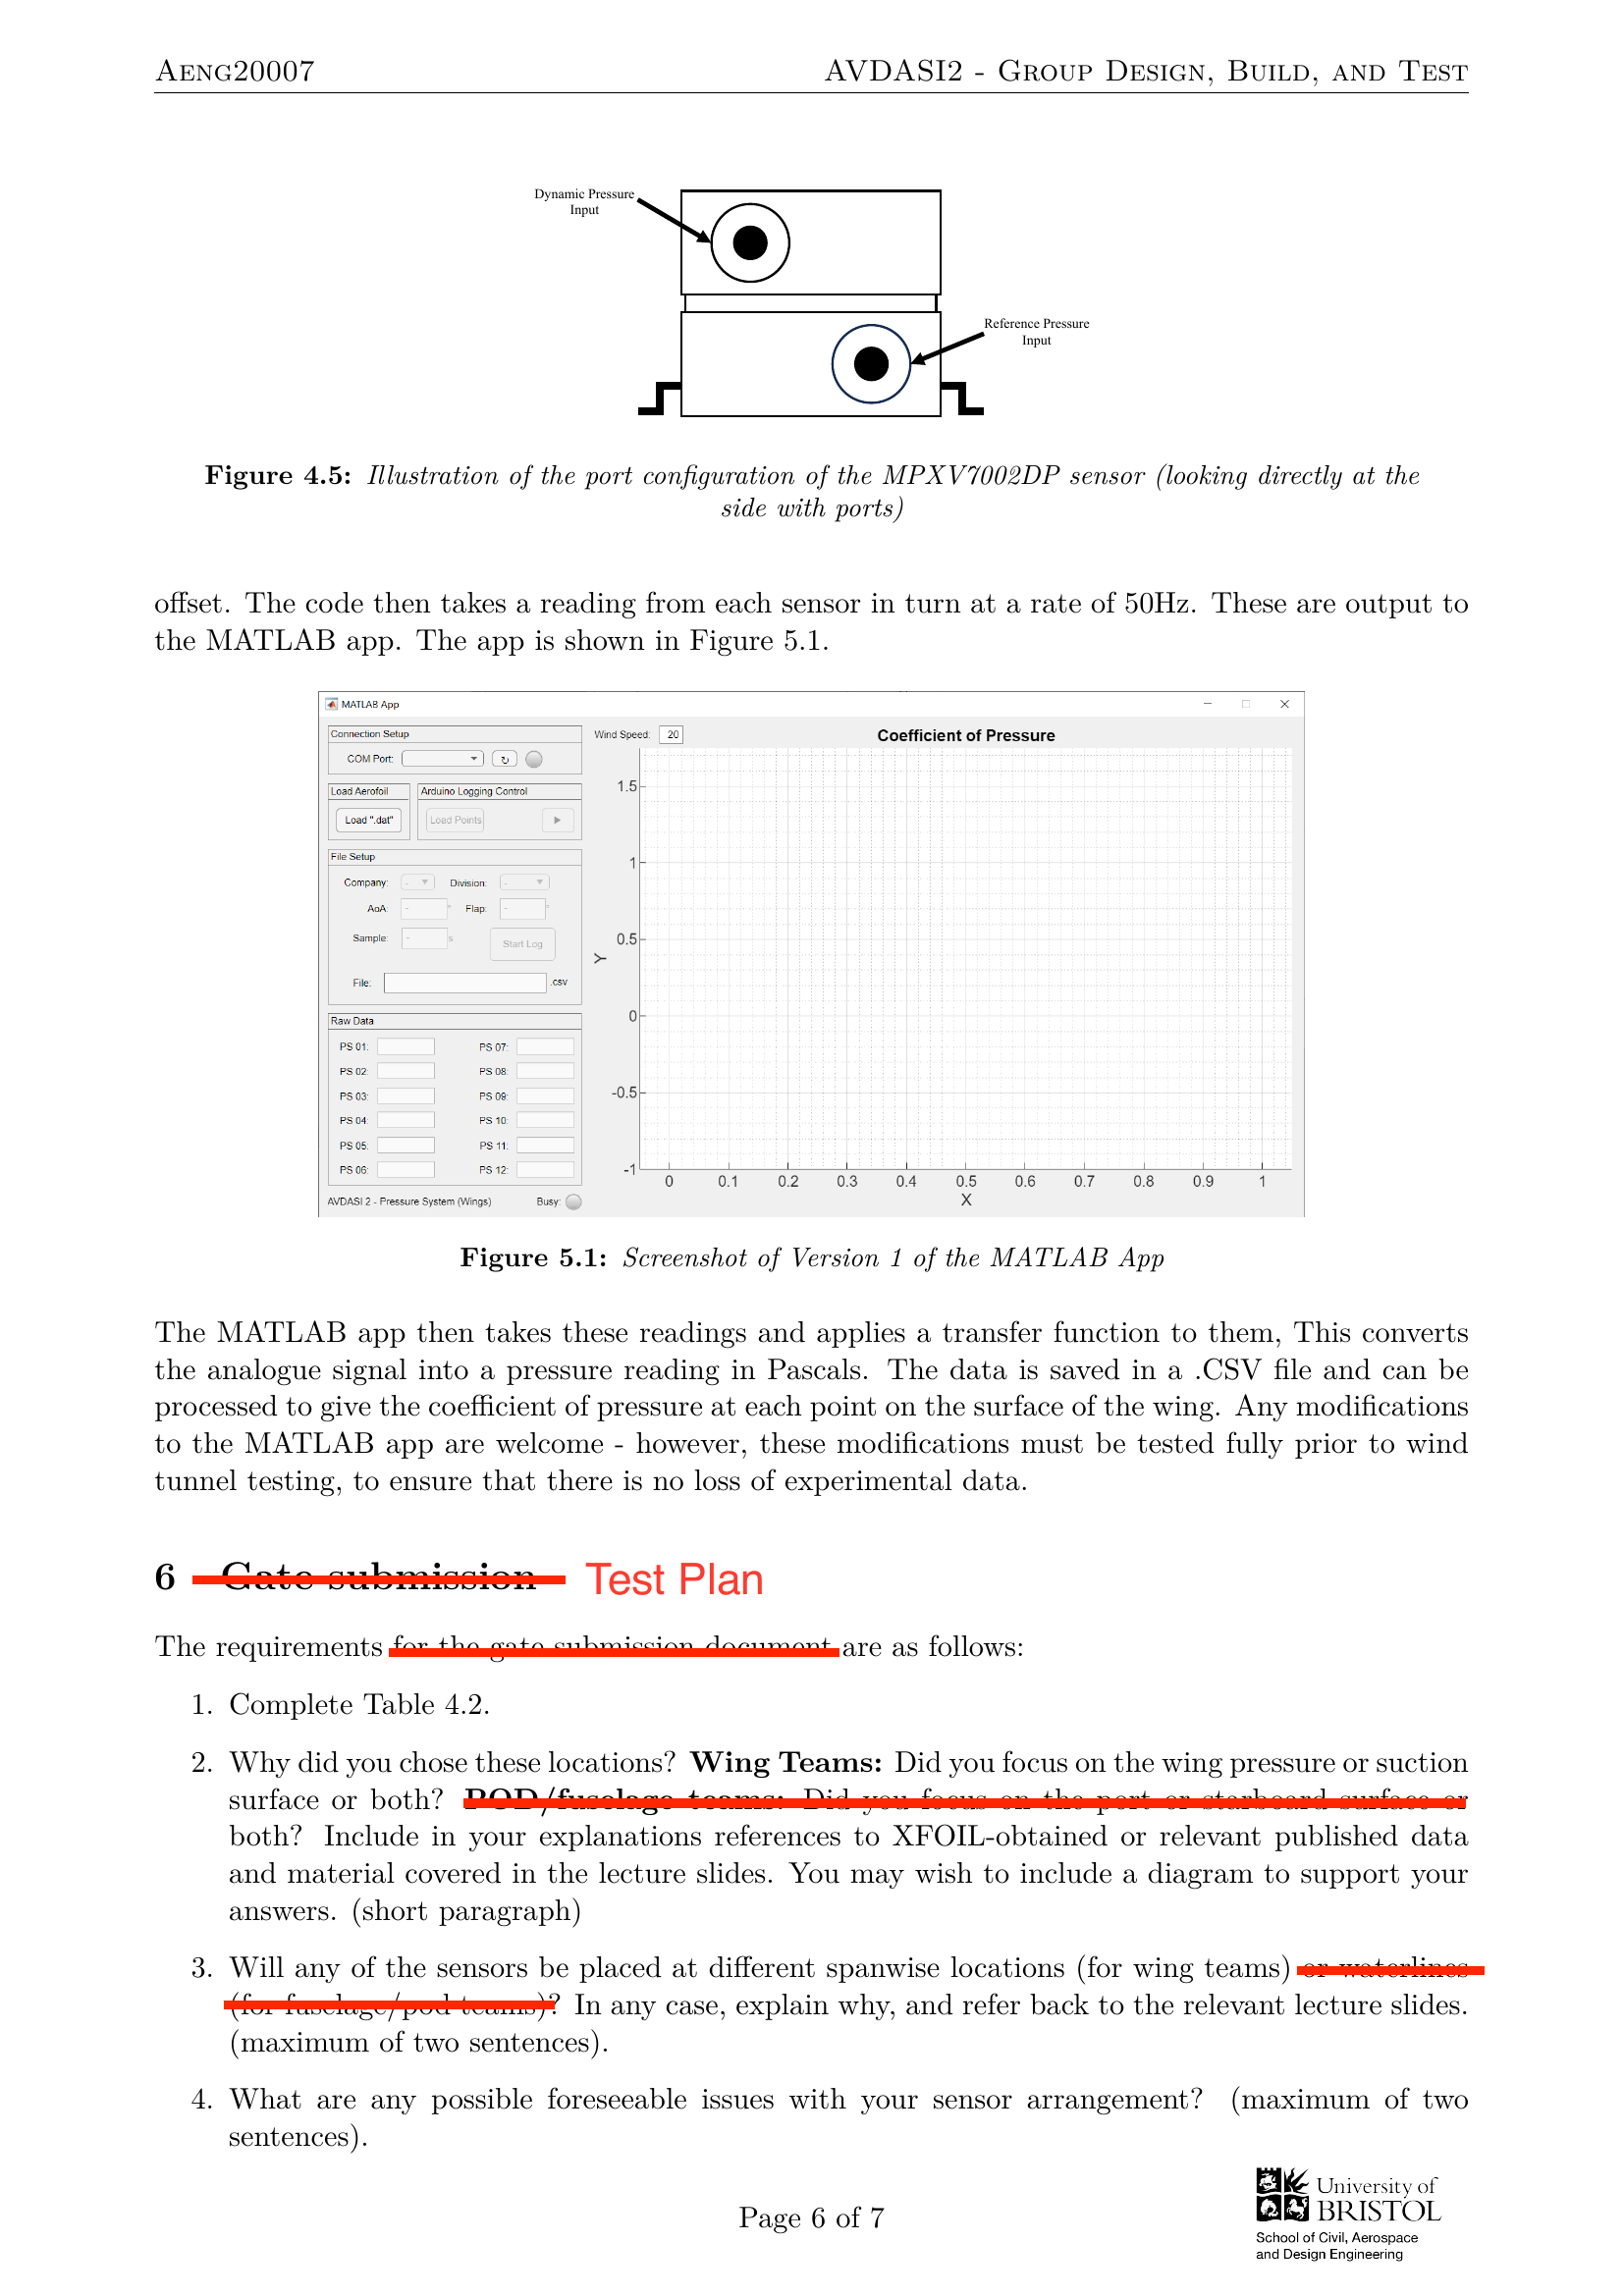 AENG20007 AVDASI2 - GROUP DESIGN, BUILD, AND TEST
Dynamic Pressure
Input
Reference Pressure
Input
Figure 4.5: Illustration of the port configuration of the MPXV7002DP sensor (looking directly at the
side with ports)
offset. The code then takes a reading from each sensor in turn at a rate of 50Hz. These are output to
the MATLAB app. The app is shown in Figure 5.1.
MATLAB App
Connection Setup
COM Port:
Load Aerofoil
Load ".dat"
Arduino Logging Control
Load Points
File Setup
Company: - Division: -
AoA: - ° Flap: - °
Sample: - s Start Log
File: .csv
Raw Data
PS 01: PS 07:
PS 02: PS 08:
PS 03: PS 09:
PS 04: PS 10:
PS 05: PS 11:
PS 06: PS 12:
AVDASI 2 - Pressure System (Wings) Busy:
Wind Speed: 20
Coefficient of Pressure
1.5
1
0.5
0
-0.5
-1
Y
0 0.1 0.2 0.3 0.4 0.5 0.6 0.7 0.8 0.9 1
X
Figure 5.1: Screenshot of Version 1 of the MATLAB App
The MATLAB app then takes these readings and applies a transfer function to them, This converts
the analogue signal into a pressure reading in Pascals. The data is saved in a .CSV file and can be
processed to give the coefficient of pressure at each point on the surface of the wing. Any modifications
to the MATLAB app are welcome - however, these modifications must be tested fully prior to wind
tunnel testing, to ensure that there is no loss of experimental data.
6 Gate submission Test Plan
The requirements for the gate submission document are as follows:
1. Complete Table 4.2.
2. Why did you chose these locations? Wing Teams: Did you focus on the wing pressure or suction
surface or both? POD/fuselage teams: Did you focus on the port or starboard surface or
both? Include in your explanations references to XFOIL-obtained or relevant published data
and material covered in the lecture slides. You may wish to include a diagram to support your
answers. (short paragraph)
3. Will any of the sensors be placed at different spanwise locations (for wing teams) or waterlines
(for fuselage/pod teams)? In any case, explain why, and refer back to the relevant lecture slides.
(maximum of two sentences).
4. What are any possible foreseeable issues with your sensor arrangement? (maximum of two
sentences).
Page 6 of 7
University of
BRISTOL
School of Civil, Aerospace
and Design Engineering